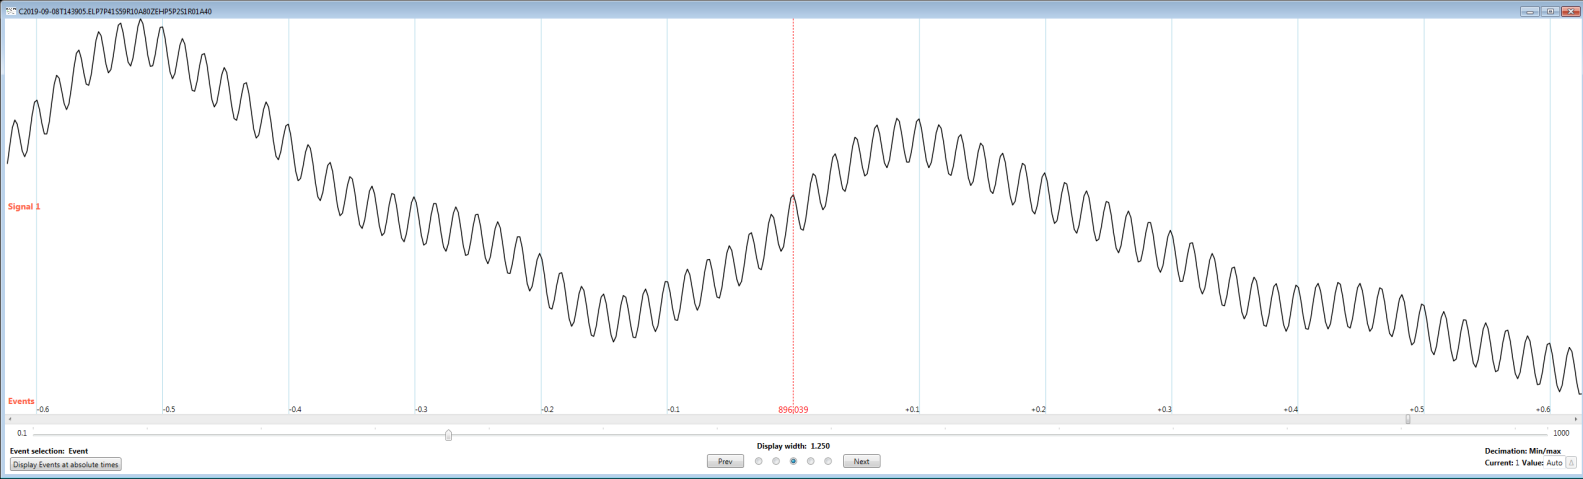 C2019-09-08T143905.ELP7P41S59R10A80ZEHP5P2S1R01A40
Signal 1
Events
-0.6 -0.5 -0.4 -0.3 -0.2 -0.1 896,039 +0.1 +0.2 +0.3 +0.4 +0.5 +0.6
0.1 1000
Display width: 1.250
Event selection: Event
Display Events at absolute times
Prev Next
Decimation: Min/max
Current: 1 Value: Auto A